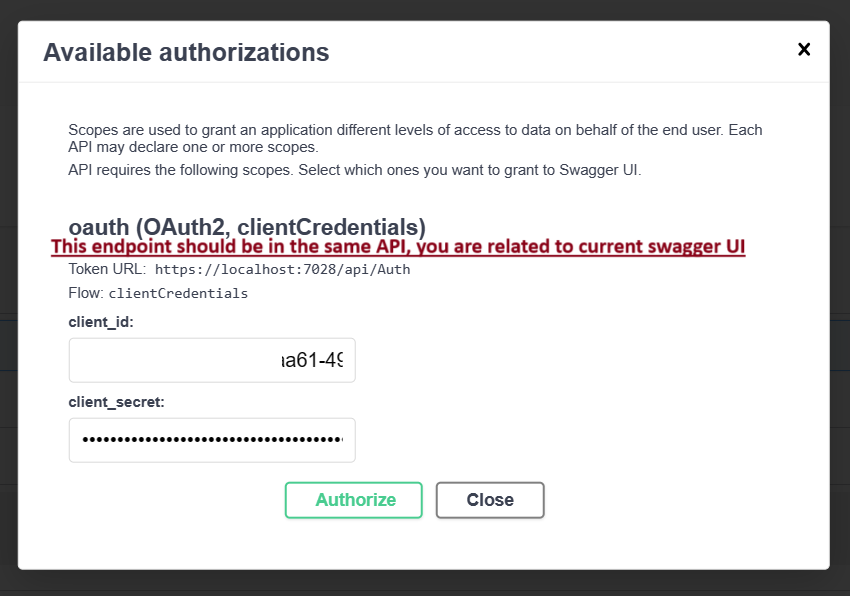 Available authorizations
Scopes are used to grant an application different levels of access to data on behalf of the end user. Each
API may declare one or more scopes.
API requires the following scopes. Select which ones you want to grant to Swagger UI.
oauth (OAuth2, clientCredentials)
This endpoint should be in the same API, you are related to current swagger UI
Token URL: https://localhost:7028/api/Auth
Flow: clientCredentials
client_id:
aa61-49
client_secret:
Authorize
Close